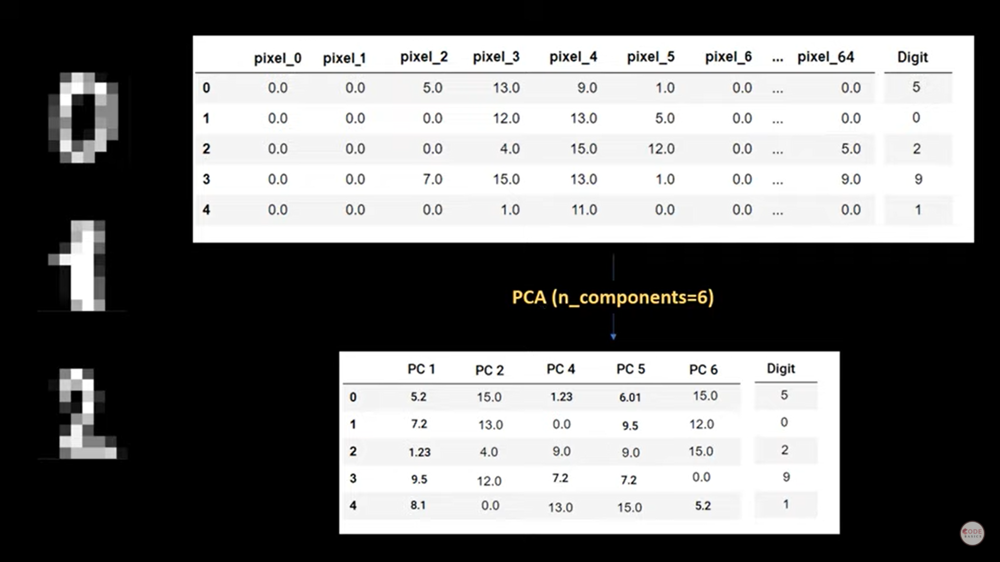 pixel_0 pixel_1 pixel_2 pixel_3 pixel_4 pixel_5 pixel_6 ... pixel_64 Digit
0 0.0 0.0 5.0 13.0 9.0 1.0 0.0 ... 0.0 5
1 0.0 0.0 0.0 12.0 13.0 5.0 0.0 ... 0.0 0
2 0.0 0.0 0.0 4.0 15.0 12.0 0.0 ... 5.0 2
3 0.0 0.0 7.0 15.0 13.0 1.0 0.0 ... 9.0 9
4 0.0 0.0 0.0 1.0 11.0 0.0 0.0 ... 0.0 1
PCA (n_components=6)
PC 1 PC 2 PC 4 PC 5 PC 6 Digit
0 5.2 15.0 1.23 6.01 15.0 5
1 7.2 13.0 0.0 9.5 12.0 0
2 1.23 4.0 9.0 9.0 15.0 2
3 9.5 12.0 7.2 7.2 0.0 9
4 8.1 0.0 13.0 15.0 5.2 1
0
1
2
CODE
BASICS